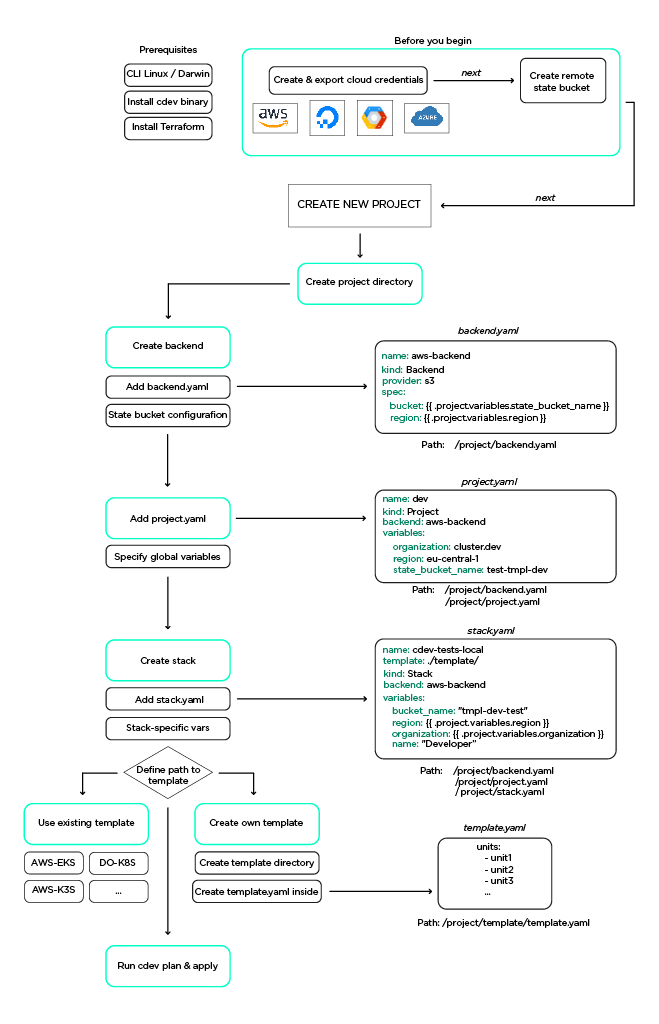 Prerequisites
CLI Linux / Darwin
Install cdev binary
Install Terraform
Before you begin
Create & export cloud credentials
next
Create remote
state bucket
aws
AZURE
CREATE NEW PROJECT
next
Create project directory
Create backend
Add backend.yaml
State bucket configurafion
backend.yaml
name: aws-backend
kind: Backend
provider: s3
spec:
bucket: {{ .project.variables.state_bucket_name }}
region: {{ .project.variables.region }}
Path: /project/backend.yaml
Add project.yaml
Specify global variables
project.yaml
name: dev
kind: Project
backend: aws-backend
variables:
organization: cluster.dev
region: eu-central-1
state_bucket_name: test-tmpl-dev
Path: /project/backend.yaml
/project/project.yaml
Create stack
Add stack.yaml
Stack-specific vars
stack.yaml
name: cdev-tests-local
template: ./template/
kind: Stack
backend: aws-backend
variables:
bucket_name: "tmpl-dev-test"
region: {{ .project.variables.region }}
organization: {{ .project.variables.organization }}
name: "Developer"
Path: /project/backend.yaml
/project/project.yaml
/project/stack.yaml
Define path to
template
Use existing template
AWS-EKS
DO-K8S
AWS-K3S
...
Create own template
Create template directory
Create template.yaml inside
template.yaml
units:
- unit1
- unit2
- unit3
...
Path: /project/template/template.yaml
Run cdev plan & apply